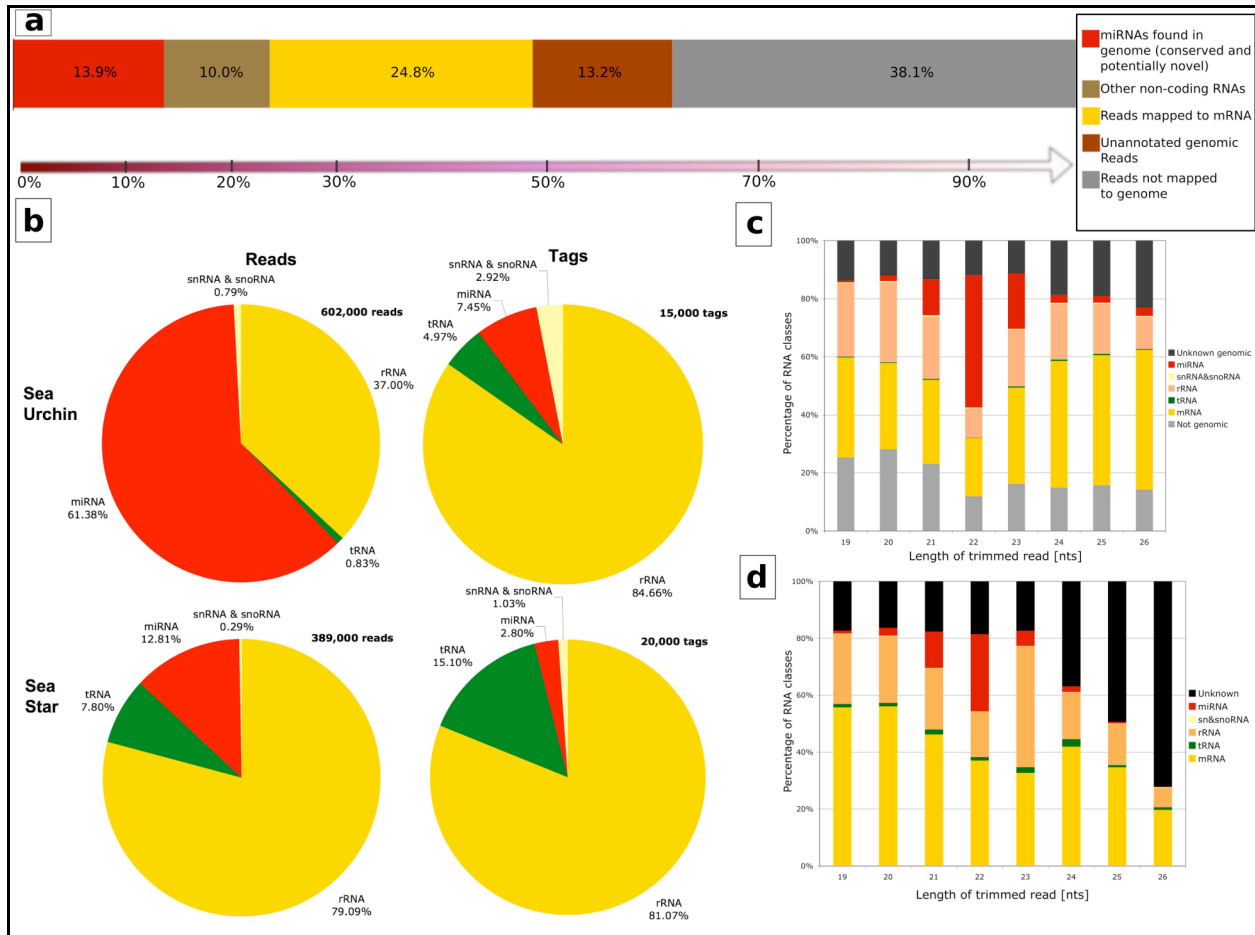 a
13.9%
10.0%
24.8%
13.2%
38.1%
miRNAs found in
genome (conserved and
potentially novel)
Other non-coding RNAs
Reads mapped to mRNA
Unannotated genomic
Reads
Reads not mapped
to genome
0%
10%
20%
30%
50%
70%
90%
b
Reads
Tags
Sea
Urchin
snRNA & snoRNA
0.79%
602,000 reads
rRNA
37.00%
miRNA
61.38%
tRNA
0.83%
snRNA & snoRNA
2.92%
miRNA
7.45%
tRNA
4.97%
15,000 tags
rRNA
84.66%
Sea
Star
snRNA & snoRNA
0.29%
miRNA
12.81%
389,000 reads
tRNA
7.80%
rRNA
79.09%
snRNA & snoRNA
1.03%
miRNA
2.80%
20,000 tags
tRNA
15.10%
rRNA
81.07%
c
Percentage of RNA classes
100%
80%
60%
40%
20%
0%
19
20
21
22
23
24
25
26
Length of trimmed read [nts]
Unknown genomic
miRNA
snRNA&snoRNA
rRNA
tRNA
mRNA
Not genomic
d
Percentage of RNA classes
100%
80%
60%
40%
20%
0%
19
20
21
22
23
24
25
26
Length of trimmed read [nts]
Unknown
miRNA
sn&snoRNA
rRNA
tRNA
mRNA